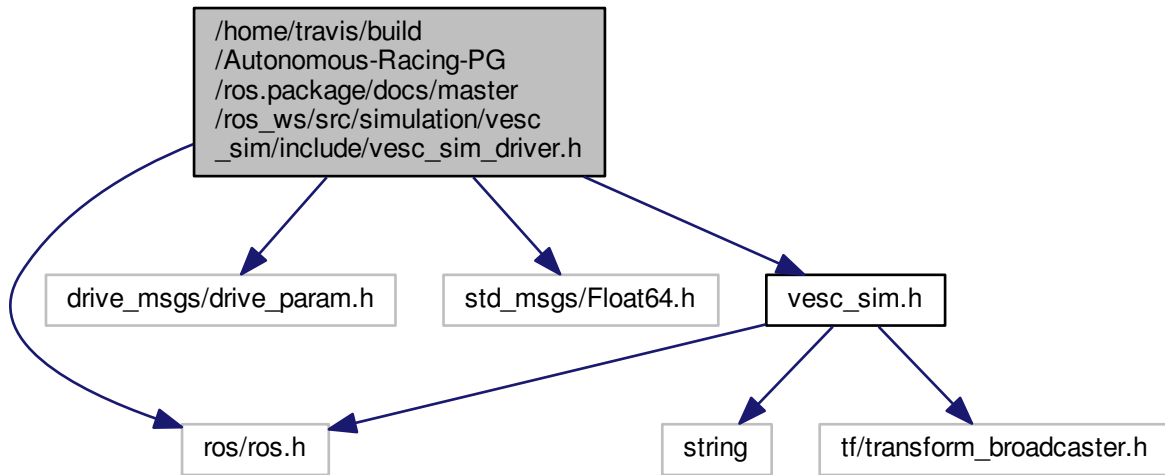 /home/travis/build
/Autonomous-Racing-PG
/ros.package/docs/master
/ros_ws/src/simulation/vesc
_sim/include/vesc_sim_driver.h
drive_msgs/drive_param.h
std_msgs/Float64.h
vesc_sim.h
ros/ros.h
string
tf/transform_broadcaster.h